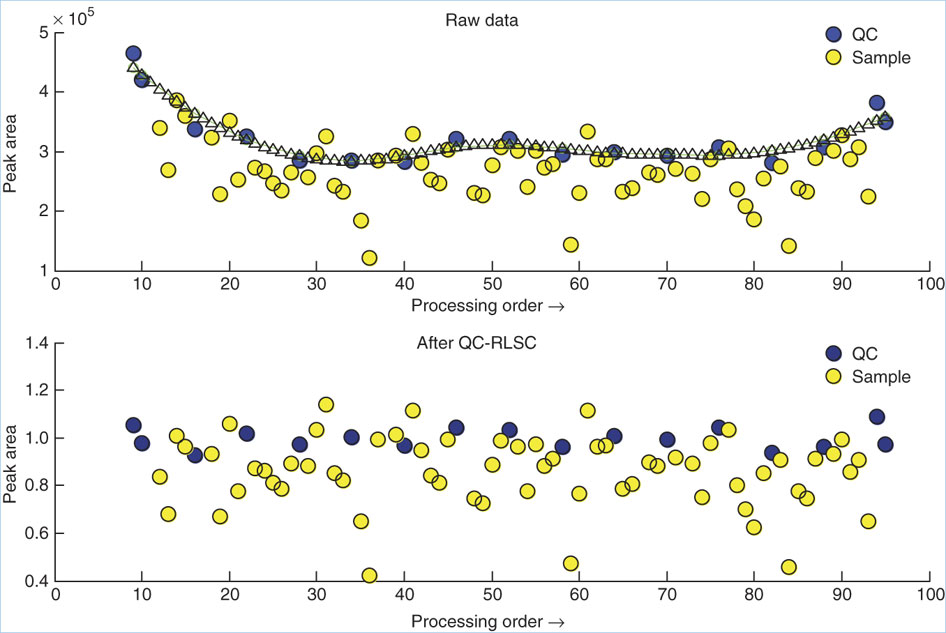 Raw data
5 × 10⁵
QC
Sample
4
3
2
1
Peak area
0 10 20 30 40 50 60 70 80 90 100
Processing order →
After QC-RLSC
1.4
QC
Sample
1.2
1.0
0.8
0.6
0.4
Peak area
0 10 20 30 40 50 60 70 80 90 100
Processing order →